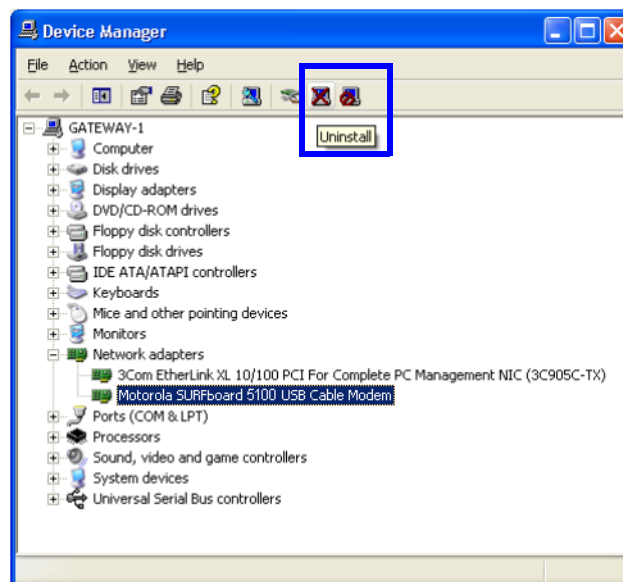 Device Manager
File Action View Help
Uninstall
GATEWAY-1
Computer
Disk drives
Display adapters
DVD/CD-ROM drives
Floppy disk controllers
Floppy disk drives
IDE ATA/ATAPI controllers
Keyboards
Mice and other pointing devices
Monitors
Network adapters
3Com EtherLink XL 10/100 PCI For Complete PC Management NIC (3C905C-TX)
Motorola SURFboard 5100 USB Cable Modem
Ports (COM & LPT)
Processors
Sound, video and game controllers
System devices
Universal Serial Bus controllers